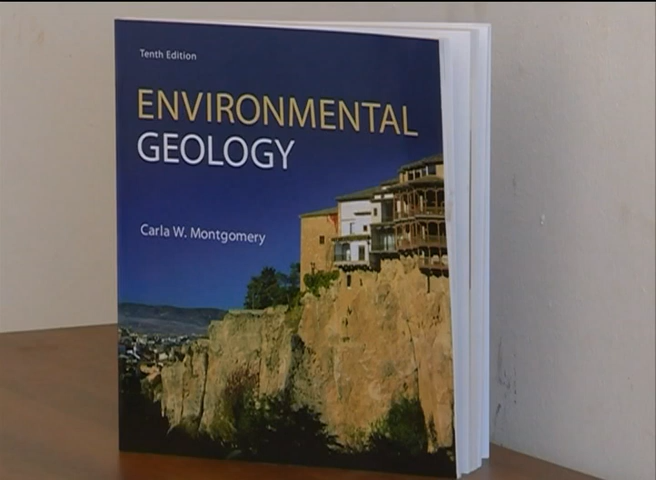 Tenth Edition
ENVIRONMENTAL
GEOLOGY
Carla W. Montgomery